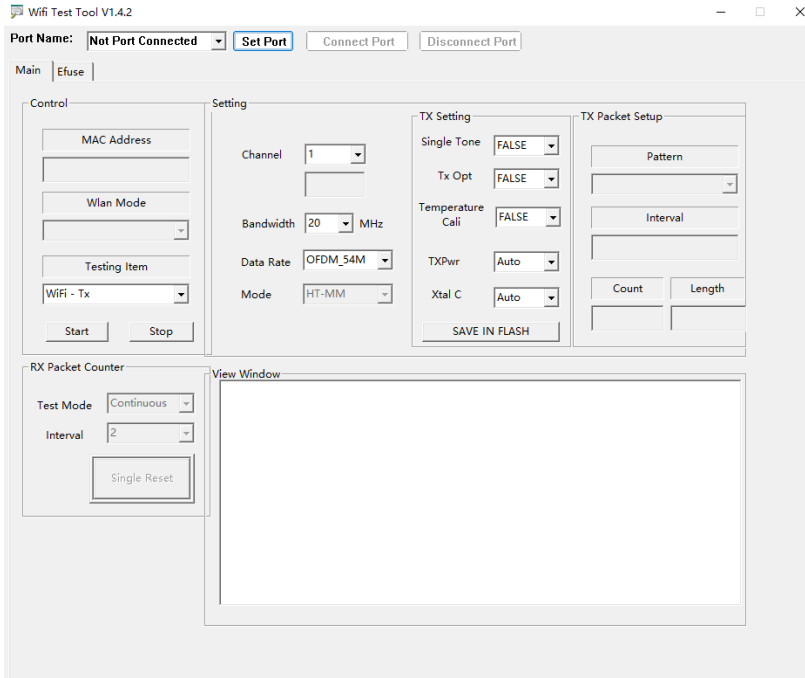 Wifi Test Tool V1.4.2
Port Name: Not Port Connected Set Port Connect Port Disconnect Port
Main Efuse
Control
MAC Address
Wlan Mode
Testing Item
WiFi - Tx
Start Stop
Setting
Channel 1
Bandwidth 20 MHz
Data Rate OFDM_54M
Mode HT-MM
TX Setting
Single Tone FALSE
Tx Opt FALSE
Temperature
Cali FALSE
TXPwr Auto
Xtal C Auto
SAVE IN FLASH
TX Packet Setup
Pattern
Interval
Count Length
RX Packet Counter
Test Mode Continuous
Interval 2
Single Reset
View Window